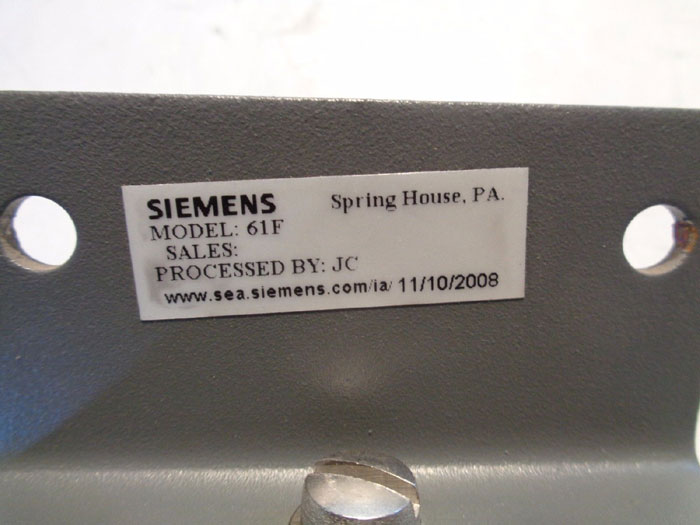 SIEMENS Spring House, PA.
MODEL: 61F
SALES:
PROCESSED BY: JC
www.sea.siemens.com/ia/ 11/10/2008